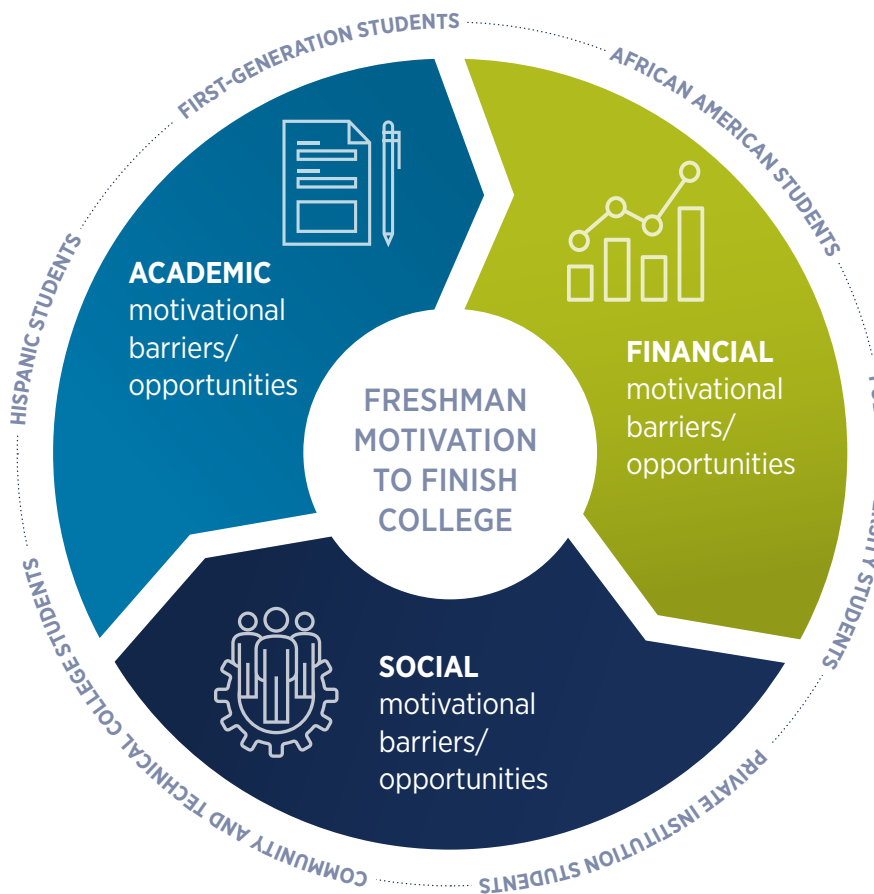 FIRST-GENERATION STUDENTS
AFRICAN AMERICAN STUDENTS
STUDENTS
PRIVATE INSTITUTION STUDENTS
COMMUNITY AND TECHNICAL COLLEGE STUDENTS
HISPANIC STUDENTS
ACADEMIC
motivational
barriers/
opportunities
FINANCIAL
motivational
barriers/
opportunities
SOCIAL
motivational
barriers/
opportunities
FRESHMAN
MOTIVATION
TO FINISH
COLLEGE